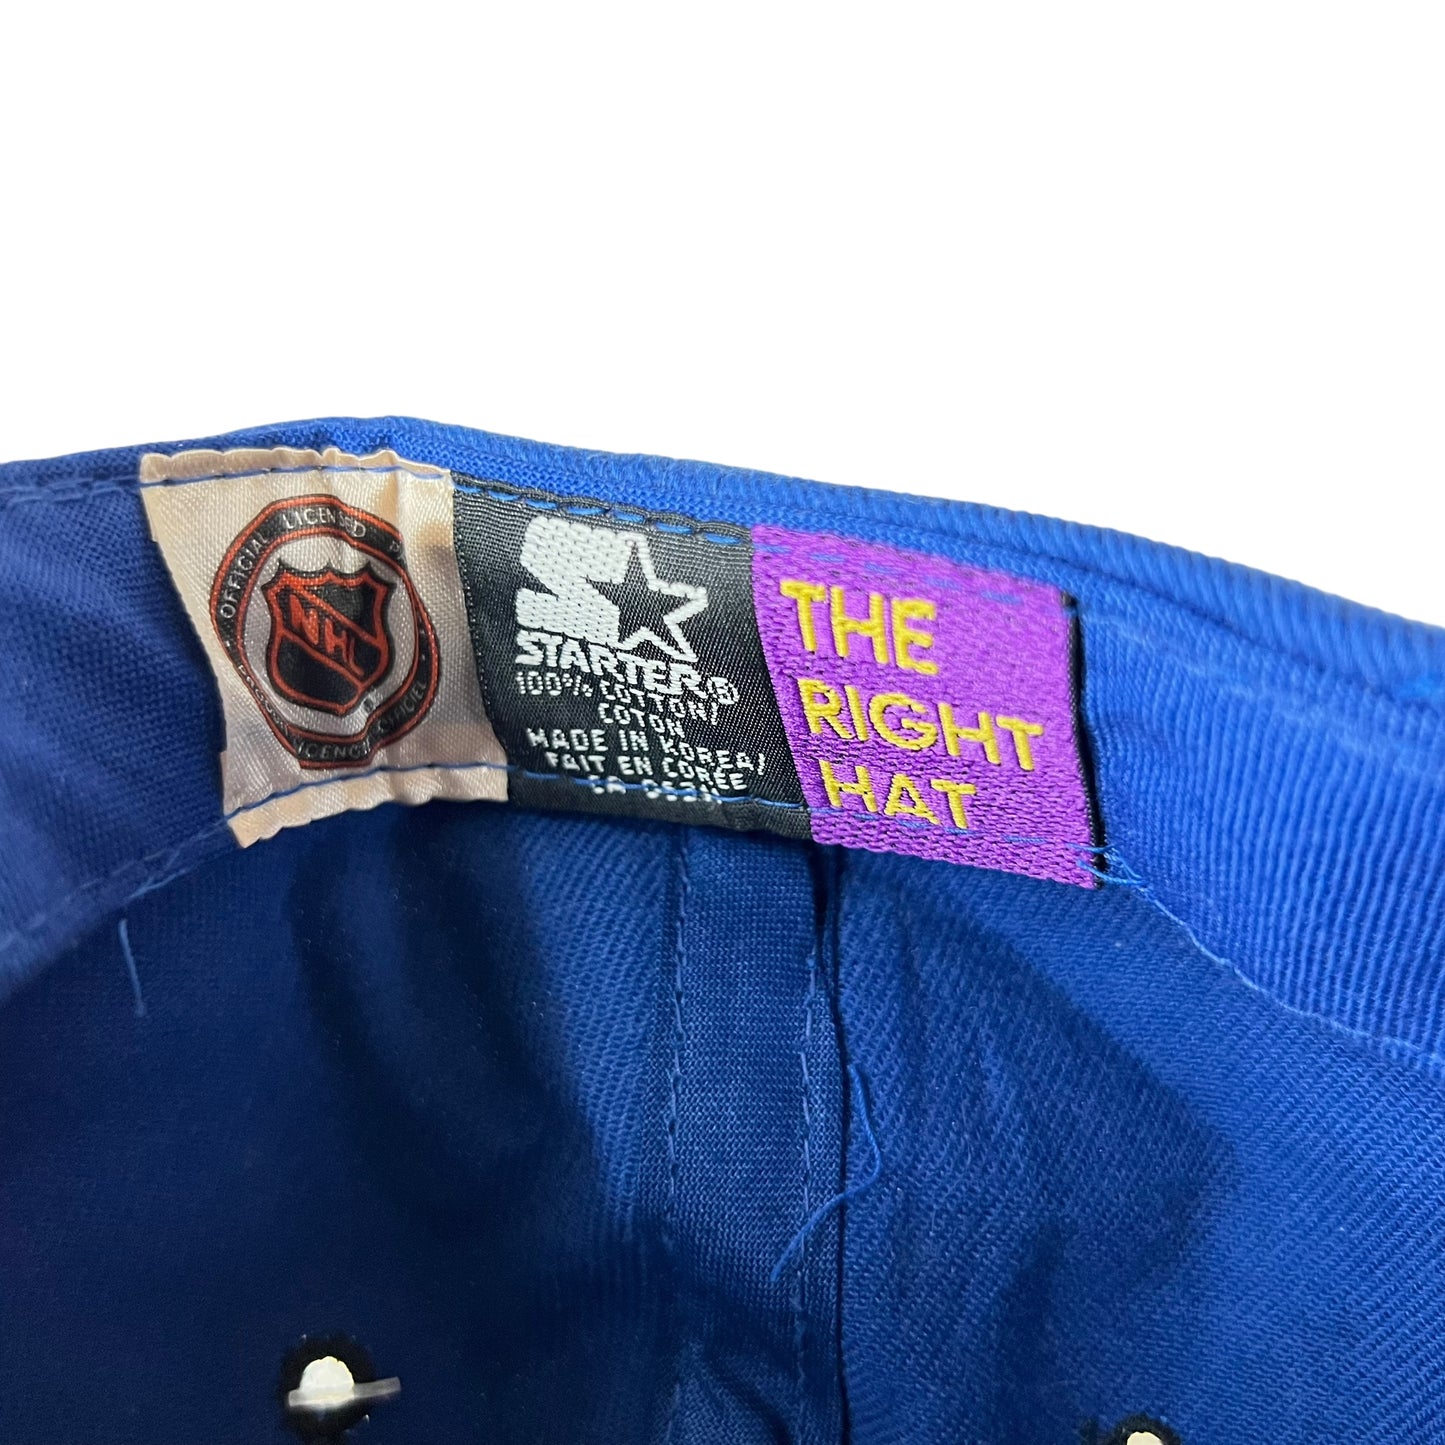 OFFICIAL LICENSED
NHL
STARTER®
100% COTTON/
COTON
MADE IN KOREA/
FAIT EN CORÉE
THE
RIGHT
HAT